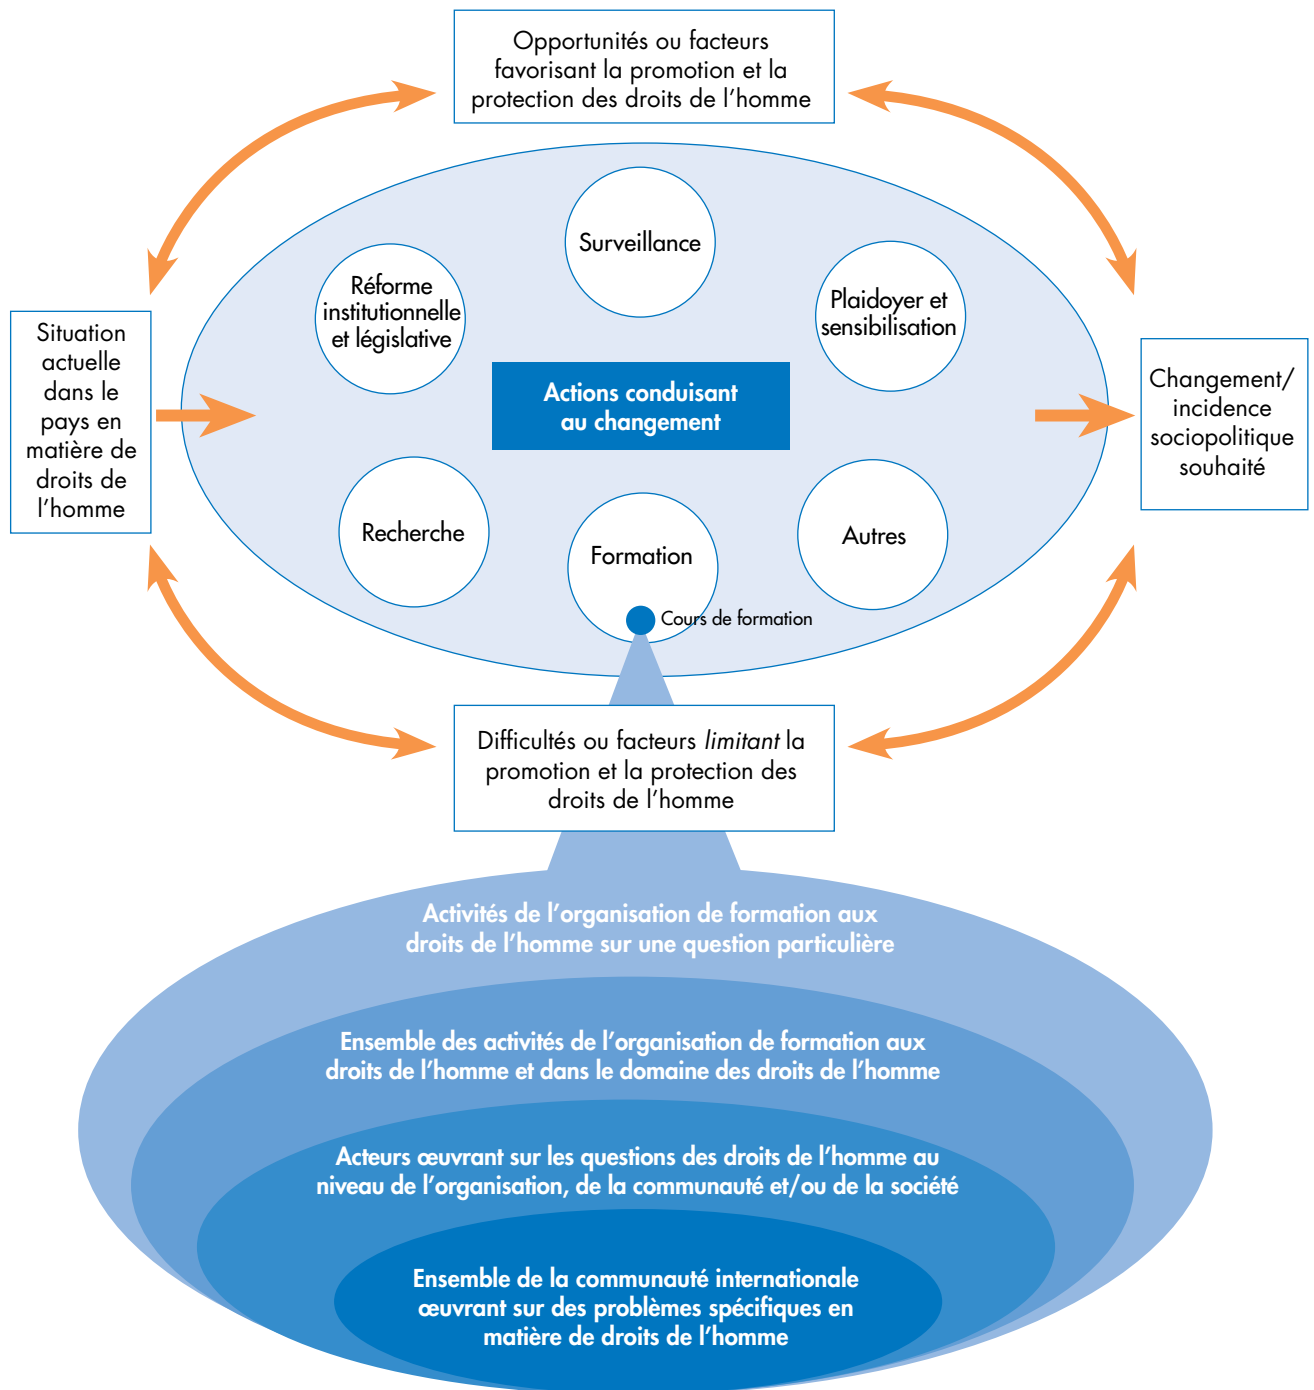 Opportunités ou facteurs
favorisant la promotion et la
protection des droits de l'homme
Surveillance
Réforme
institutionnelle
et législative
Plaidoyer et
sensibilisation
Situation
actuelle
dans le
pays en
matière de
droits de
l'homme
Actions conduisant
au changement
Changement/
incidence
sociopolitique
souhaité
Recherche
Formation
Autres
Cours de formation
Difficultés ou facteurs limitant la
promotion et la protection des
droits de l'homme
Activités de l'organisation de formation aux
droits de l'homme sur une question particulière
Ensemble des activités de l'organisation de formation aux
droits de l'homme et dans le domaine des droits de l'homme
Acteurs œuvrant sur les questions des droits de l'homme au
niveau de l'organisation, de la communauté et/ou de la société
Ensemble de la communauté internationale
œuvrant sur des problèmes spécifiques en
matière de droits de l'homme